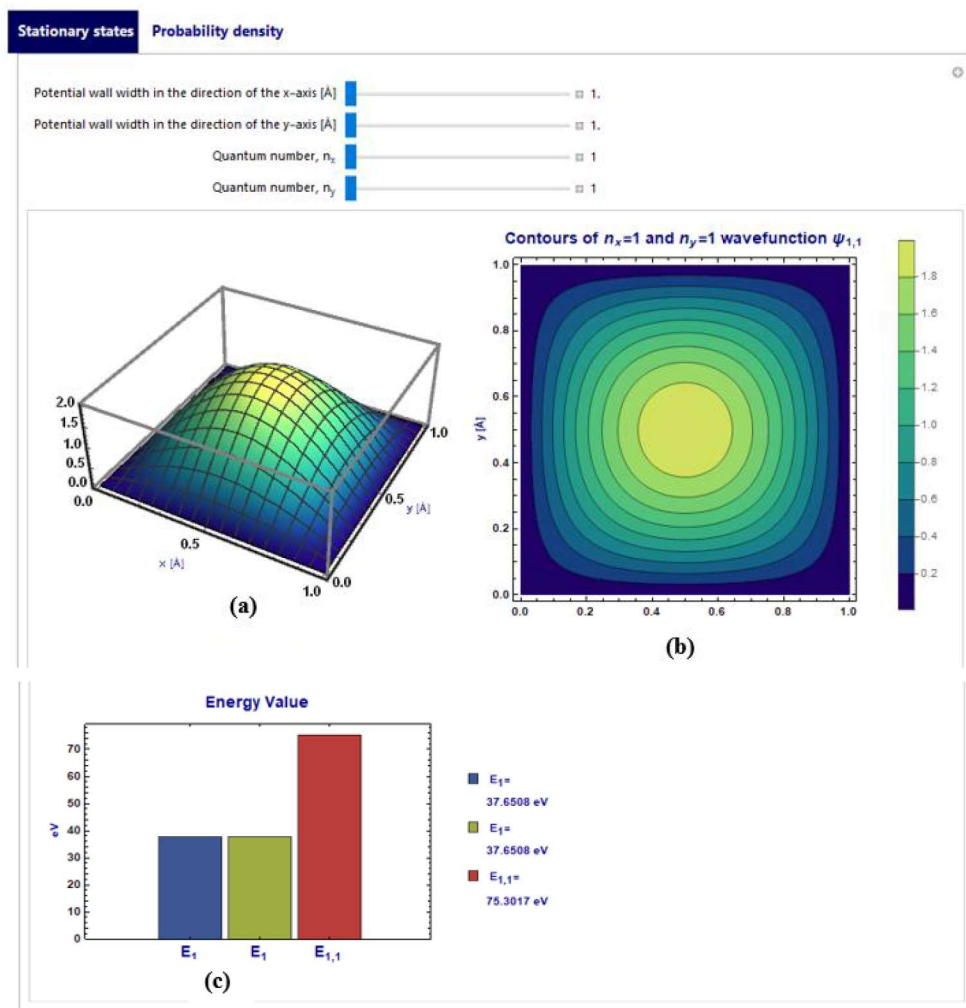 Stationary states Probability density
Potential wall width in the direction of the x-axis [Å] 1.
Potential wall width in the direction of the y-axis [Å] 1.
Quantum number, nₓ 1
Quantum number, n_y 1
Contours of nₓ=1 and n_y=1 wavefunction ψ₁,₁
2.0
1.5
1.0
0.5
0.0
0.0
0.5
1.0
x [Å]
0.0
0.5
1.0
y [Å]
(a)
1.0
0.8
0.6
0.4
0.2
0.0
y [Å]
0.0 0.2 0.4 0.6 0.8 1.0
1.8
1.6
1.4
1.2
1.0
0.8
0.6
0.4
0.2
(b)
Energy Value
70
60
50
40
30
20
10
0
eV
E₁ E₁ E₁,₁
E₁=
37.6508 eV
E₁=
37.6508 eV
E₁,₁=
75.3017 eV
(c)